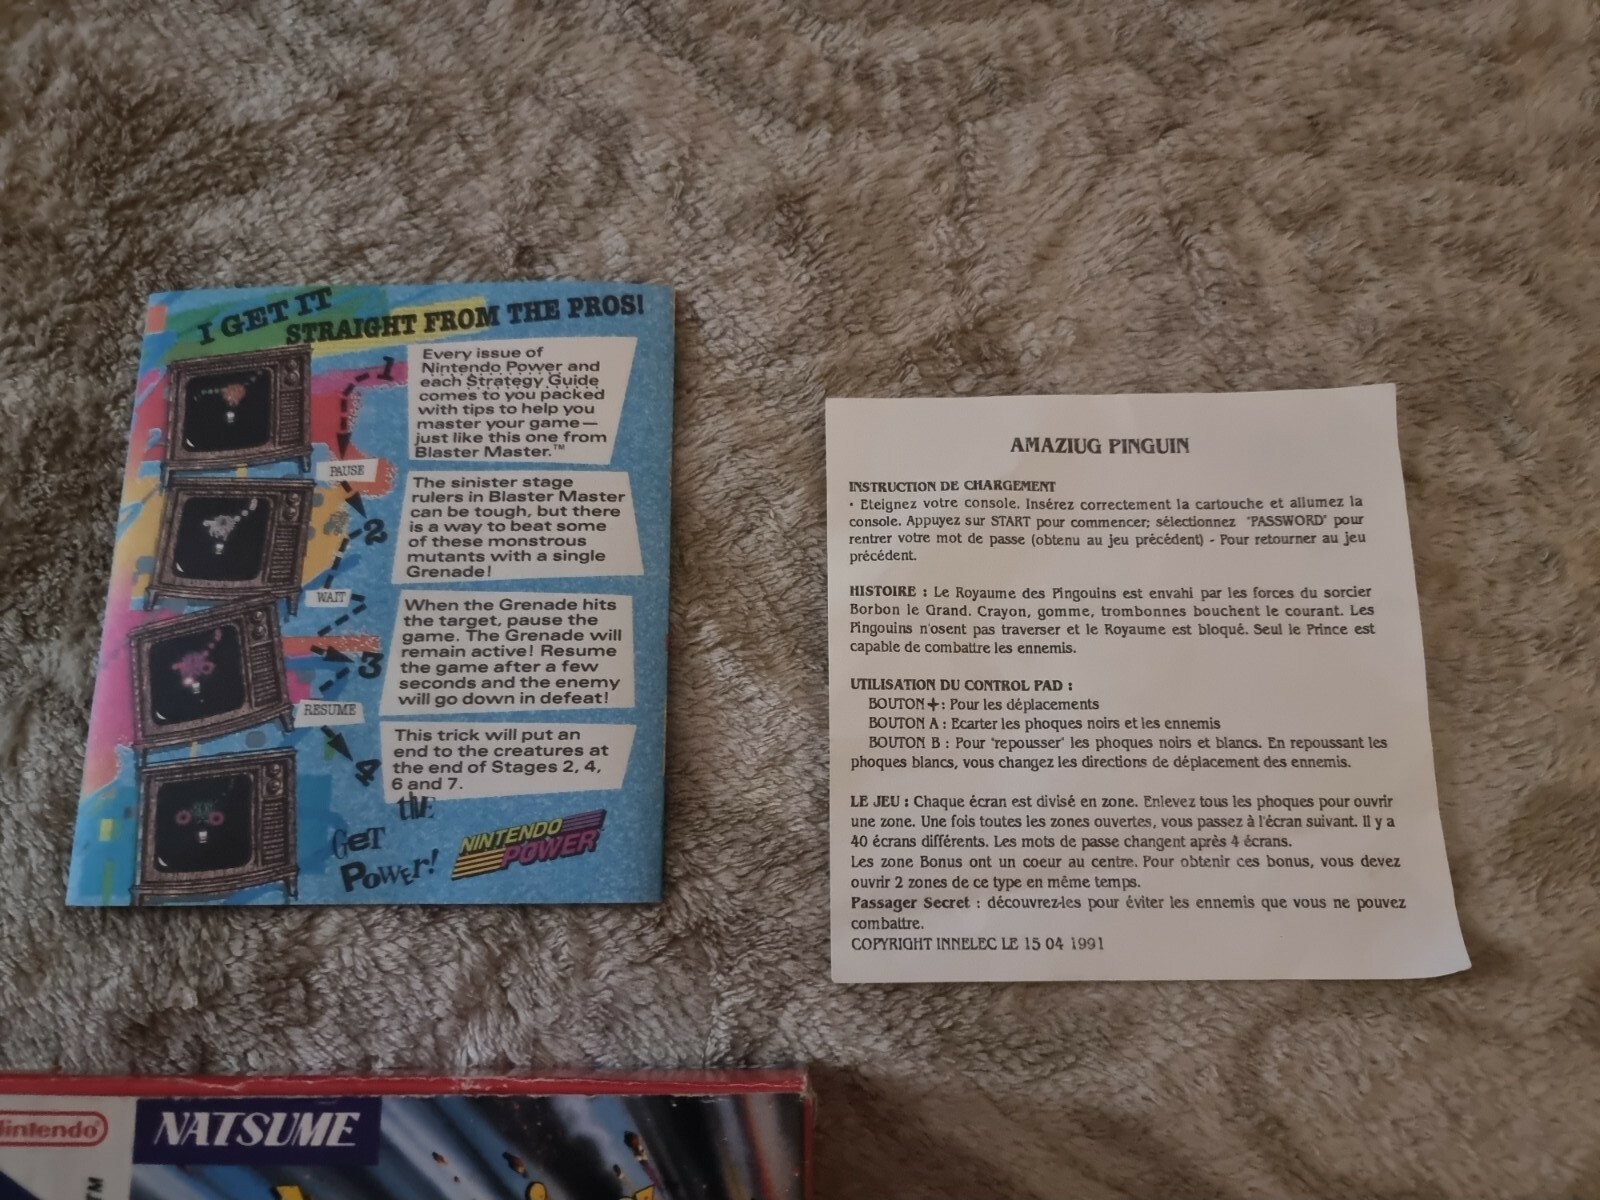 I GET IT
STRAIGHT FROM THE PROS!
1
Every issue of
Nintendo Power and
each Strategy Guide
comes to you packed
with tips to help you
master your game—
just like this one from
Blaster Master.™
PAUSE
2
The sinister stage
rulers in Blaster Master
can be tough, but there
is a way to beat some
of these monstrous
mutants with a single
Grenade!
WAIT
3
When the Grenade hits
the target, pause the
game. The Grenade will
remain active! Resume
the game after a few
seconds and the enemy
will go down in defeat!
RESUME
4
This trick will put an
end to the creatures at
the end of Stages 2, 4,
6 and 7.
GET the
POWER!
NINTENDO
POWER
AMAZIUG PINGUIN
INSTRUCTION DE CHARGEMENT
· Eteignez votre console. Insérez correctement la cartouche et allumez la
console. Appuyez sur START pour commencer; sélectionnez "PASSWORD" pour
rentrer votre mot de passe (obtenu au jeu précédent) - Pour retourner au jeu
précédent.
HISTOIRE : Le Royaume des Pingouins est envahi par les forces du sorcier
Borbon le Grand. Crayon, gomme, trombonnes bouchent le courant. Les
Pingouins n'osent pas traverser et le Royaume est bloqué. Seul le Prince est
capable de combattre les ennemis.
UTILISATION DU CONTROL PAD :
BOUTON +: Pour les déplacements
BOUTON A : Ecarter les phoques noirs et les ennemis
BOUTON B : Pour "repousser" les phoques noirs et blancs. En repoussant les
phoques blancs, vous changez les directions de déplacement des ennemis.
LE JEU : Chaque écran est divisé en zone. Enlevez tous les phoques pour ouvrir
une zone. Une fois toutes les zones ouvertes, vous passez à l'écran suivant. Il y a
40 écrans différents. Les mots de passe changent après 4 écrans.
Les zone Bonus ont un coeur au centre. Pour obtenir ces bonus, vous devez
ouvrir 2 zones de ce type en même temps.
Passager Secret : découvrez-les pour éviter les ennemis que vous ne pouvez
combattre.
COPYRIGHT INNELEC LE 15 04 1991
Nintendo
NATSUME
TM